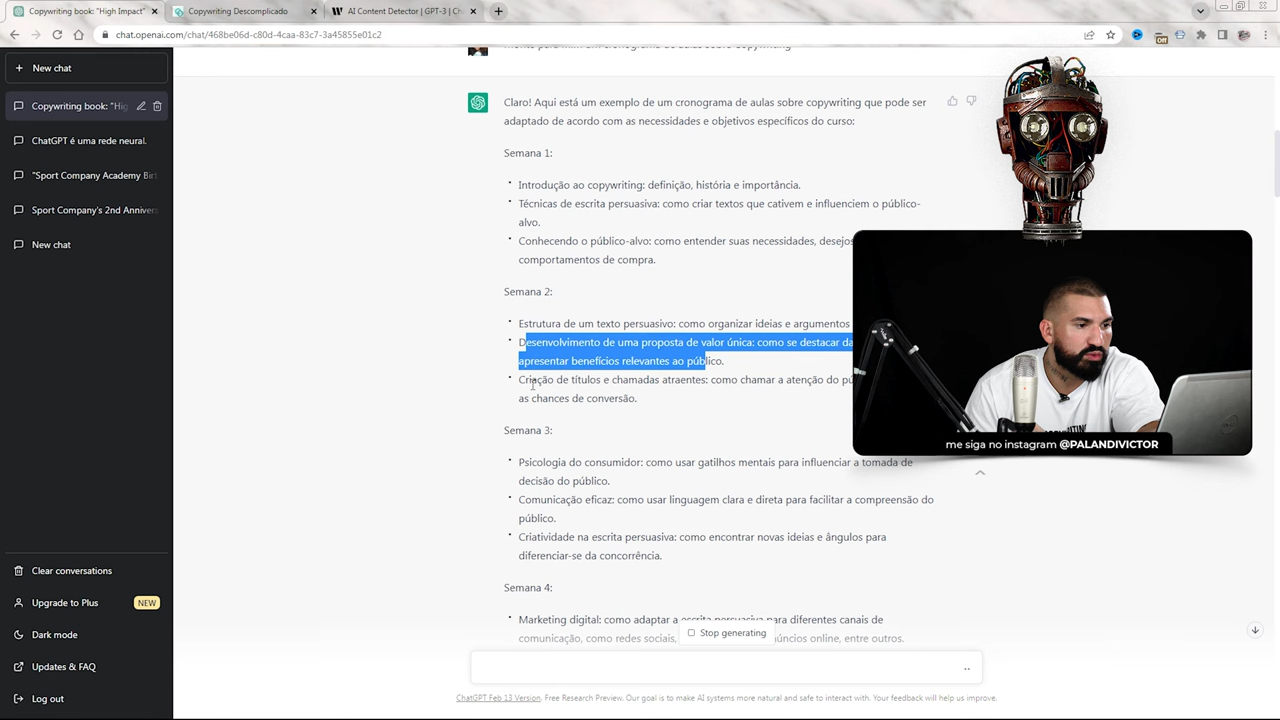 Copywriting book: "High Impact"
Copywriting Descomplicado
AI Content Detector | GPT-3 | Ch
chat.openai.com/chat/468be06d-c80d-4caa-83c7-3a45855e01c2
Off
New chat
Copywriting book: "Hig
ChatGPT é uma rede neural.
"Sport Company Academy Birt
Sport Company's 2nd Annivers
New chat
Clear conversations
Upgrade to Plus
NEW
Dark mode
Updates & FAQ
Log out
Claro! Aqui está um exemplo de um cronograma de aulas sobre copywriting que pode ser
adaptado de acordo com as necessidades e objetivos específicos do curso:
Semana 1:
Introdução ao copywriting: definição, história e importância.
Técnicas de escrita persuasiva: como criar textos que cativem e influenciem o público-
alvo.
Conhecendo o público-alvo: como entender suas necessidades, desejos
comportamentos de compra.
Semana 2:
Estrutura de um texto persuasivo: como organizar ideias e argumentos
Desenvolvimento de uma proposta de valor única: como se destacar da
apresentar benefícios relevantes ao público.
Criação de títulos e chamadas atraentes: como chamar a atenção do pú
as chances de conversão.
Semana 3:
Psicologia do consumidor: como usar gatilhos mentais para influenciar a tomada de
decisão do público.
Comunicação eficaz: como usar linguagem clara e direta para facilitar a compreensão do
público.
Criatividade na escrita persuasiva: como encontrar novas ideias e ângulos para
diferenciar-se da concorrência.
Semana 4:
Marketing digital: como adaptar a escrita persuasiva para diferentes canais de
comunicação, como redes sociais, núncios online, entre outros.
Stop generating
ChatGPT Feb 13 Version. Free Research Preview. Our goal is to make AI systems more natural and safe to interact with. Your feedback will help us improve.
me siga no instagram @PALANDIVICTOR